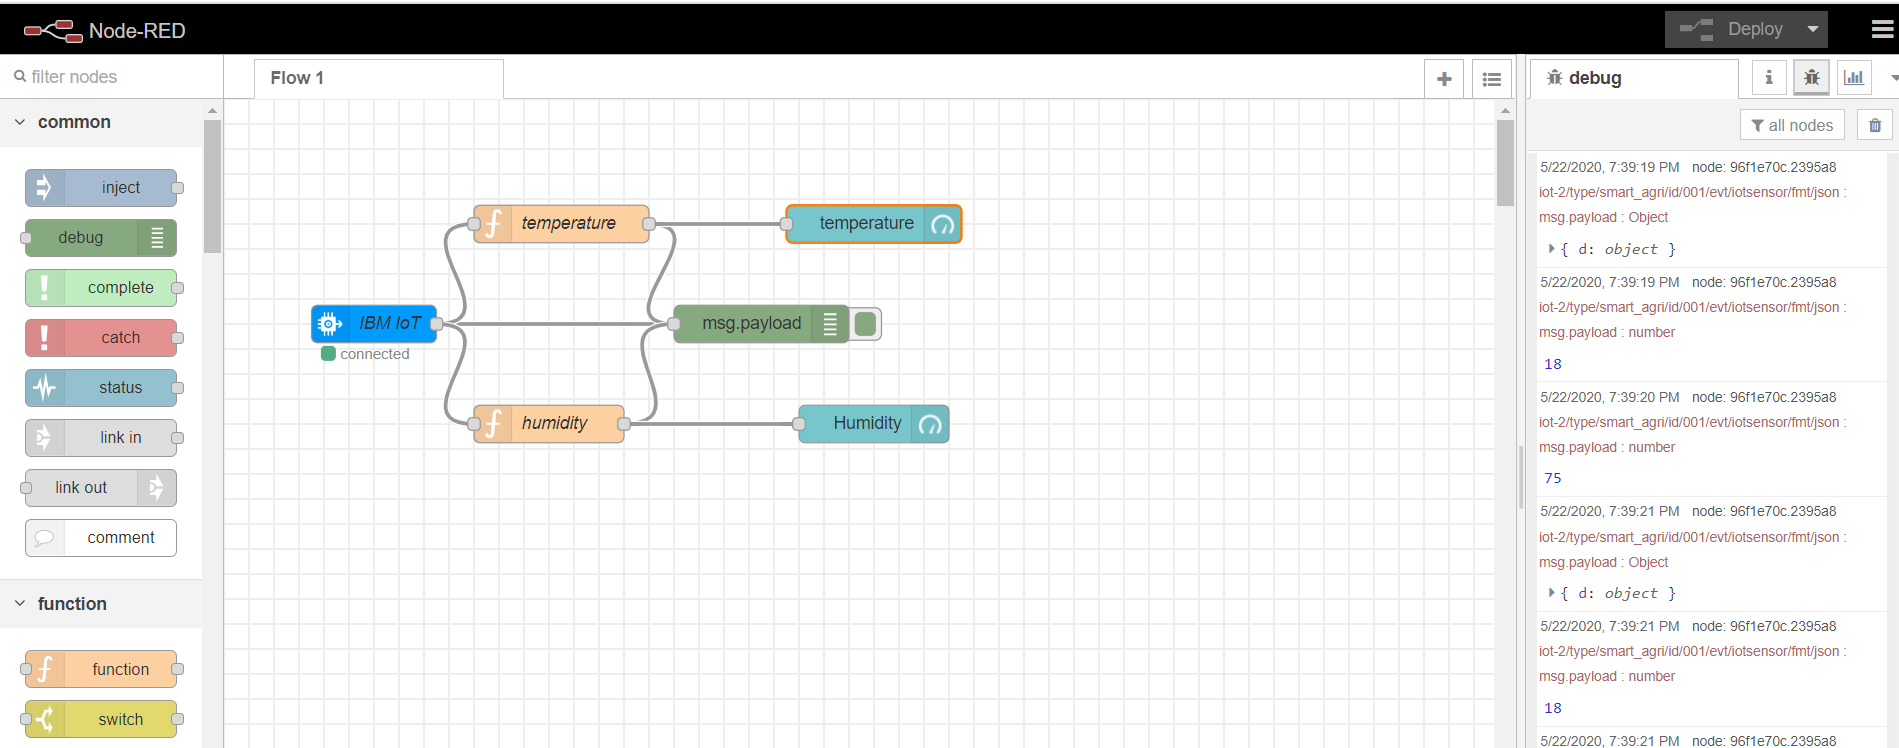 Node-RED
Deploy
filter nodes
Flow 1
debug
i
all nodes
common
inject
debug
complete
catch
status
link in
link out
comment
function
function
switch
temperature
temperature
IBM IoT
connected
msg.payload
humidity
Humidity
5/22/2020, 7:39:19 PM node: 96f1e70c.2395a8
iot-2/type/smart_agri/id/001/evt/iotsensor/fmt/json :
msg.payload : Object
{ d: object }
5/22/2020, 7:39:19 PM node: 96f1e70c.2395a8
iot-2/type/smart_agri/id/001/evt/iotsensor/fmt/json :
msg.payload : number
18
5/22/2020, 7:39:20 PM node: 96f1e70c.2395a8
iot-2/type/smart_agri/id/001/evt/iotsensor/fmt/json :
msg.payload : number
75
5/22/2020, 7:39:21 PM node: 96f1e70c.2395a8
iot-2/type/smart_agri/id/001/evt/iotsensor/fmt/json :
msg.payload : Object
{ d: object }
5/22/2020, 7:39:21 PM node: 96f1e70c.2395a8
iot-2/type/smart_agri/id/001/evt/iotsensor/fmt/json :
msg.payload : number
18
5/22/2020, 7:39:21 PM node: 96f1e70c.2395a8